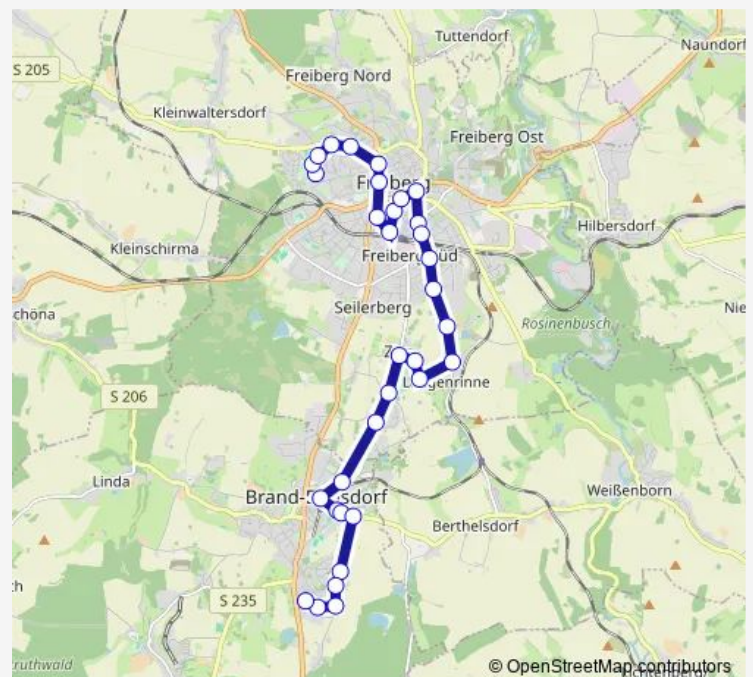 Tuttendorf
Naundorf
S 205
Freiberg Nord
Kleinwaltersdorf
Freiberg Ost
Hilbersdorf
Kleinschirma
Seilerberg
Rosinenbusch
S 206
Linda
Weißenborn
Berthelsdorf
S 235
© OpenStreetMap contributors